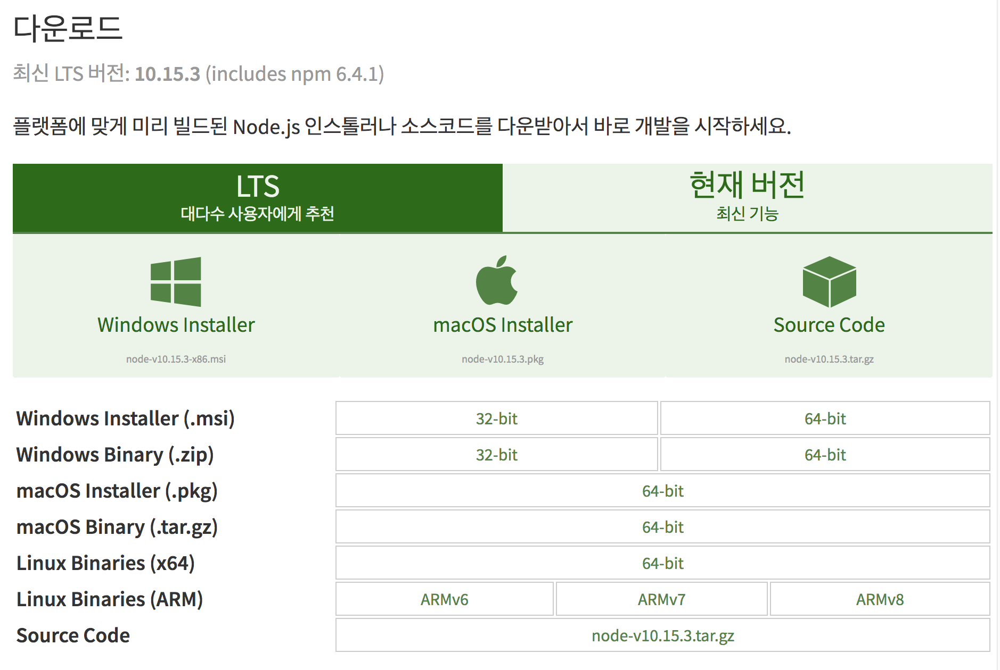 다운로드
최신 LTS 버전: 10.15.3 (includes npm 6.4.1)
플랫폼에 맞게 미리 빌드된 Node.js 인스톨러나 소스코드를 다운받아서 바로 개발을 시작하세요.
LTS
대다수 사용자에게 추천
현재 버전
최신 기능
Windows Installer
node-v10.15.3-x86.msi
macOS Installer
node-v10.15.3.pkg
Source Code
node-v10.15.3.tar.gz
Windows Installer (.msi) 32-bit 64-bit
Windows Binary (.zip) 32-bit 64-bit
macOS Installer (.pkg) 64-bit
macOS Binary (.tar.gz) 64-bit
Linux Binaries (x64) 64-bit
Linux Binaries (ARM) ARMv6 ARMv7 ARMv8
Source Code node-v10.15.3.tar.gz